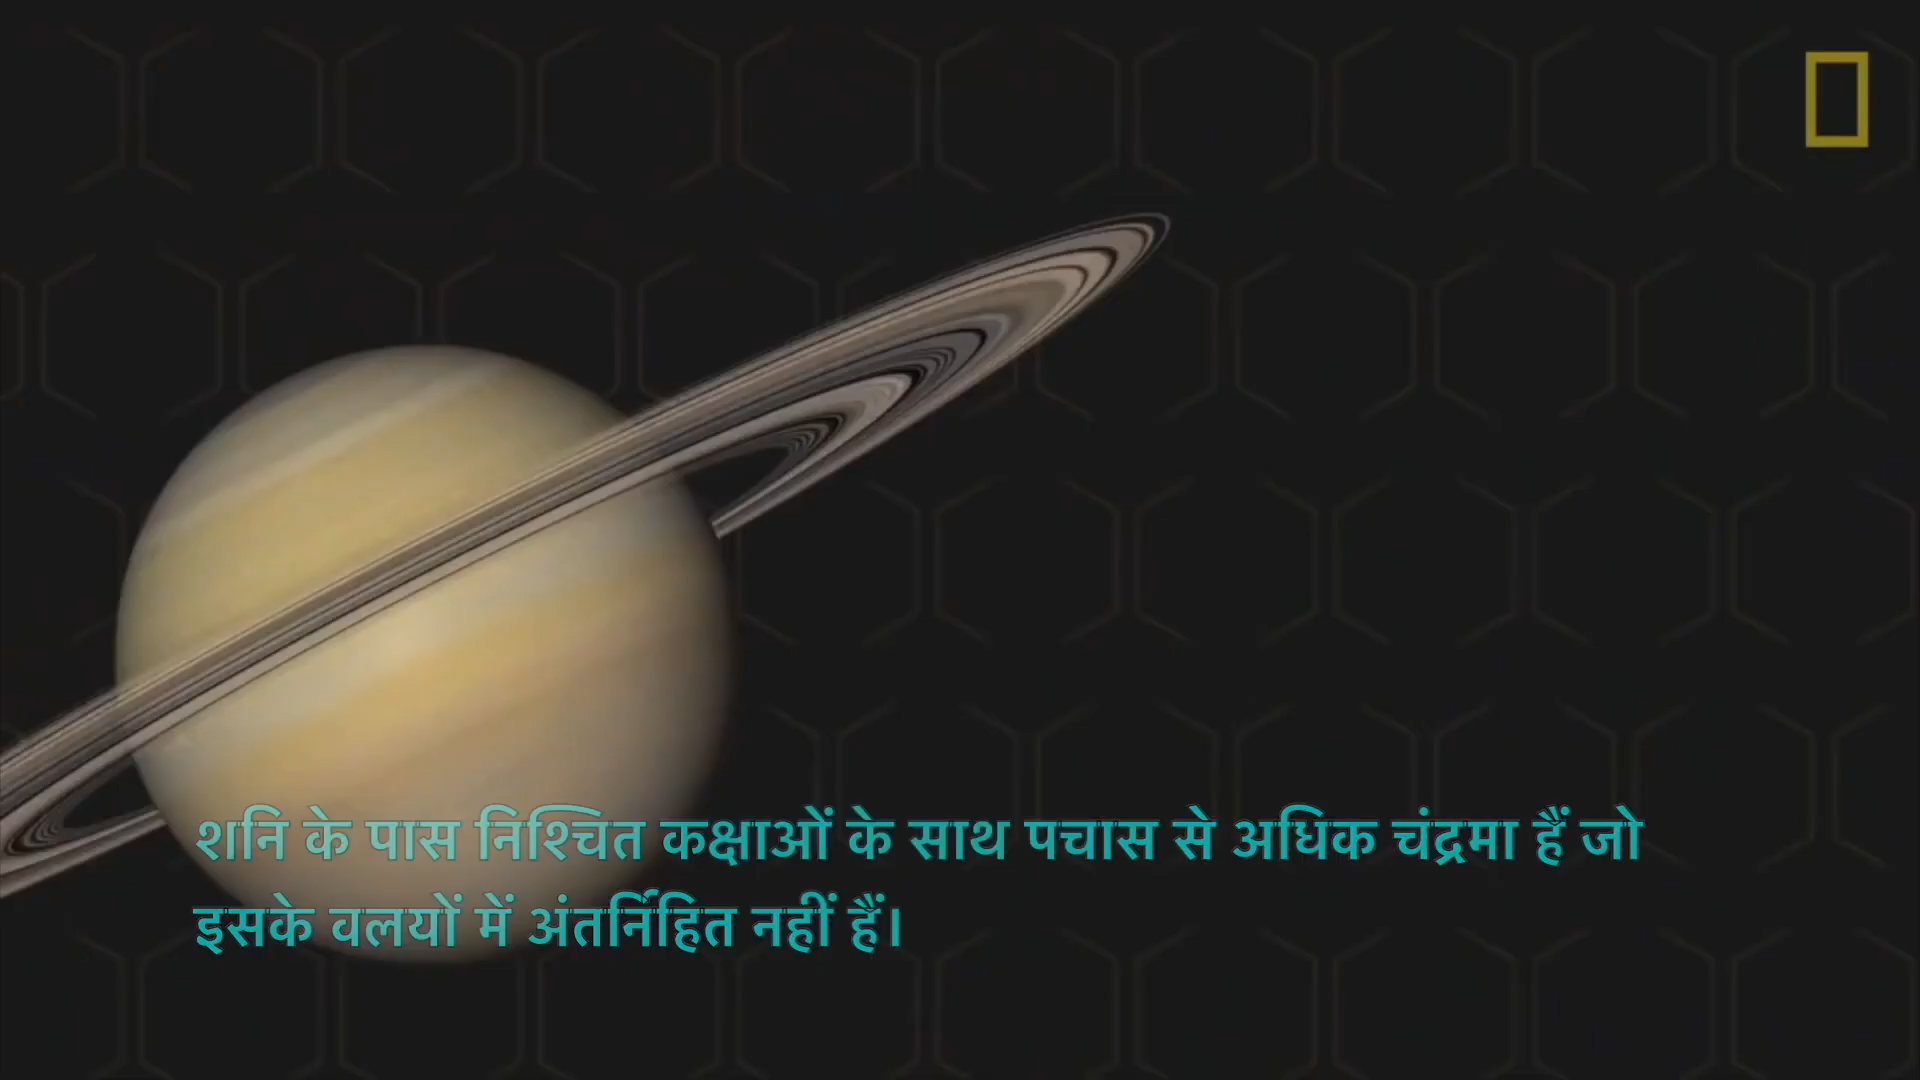 शनि के पास निश्चित कक्षाओं के साथ पचास से अधिक चंद्रमा हैं जो
इसके वलयों में अंतर्निहित नहीं हैं।